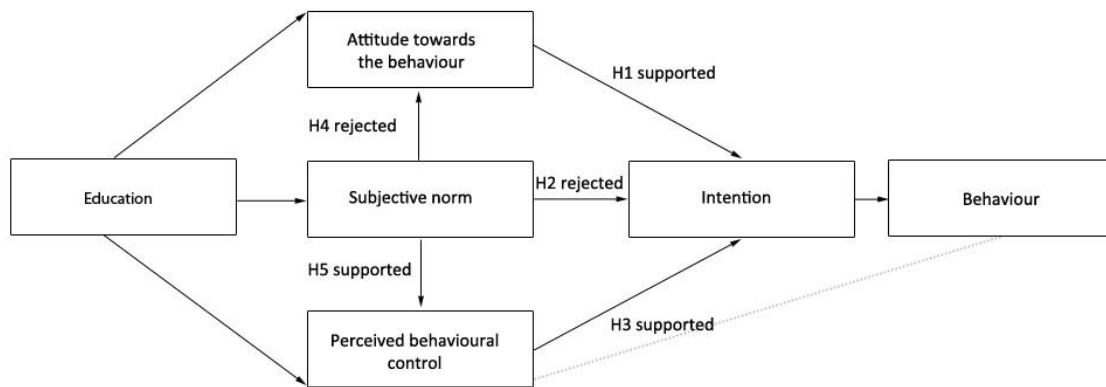 Attitude towards
the behaviour
H1 supported
H4 rejected
Education
Subjective norm
H2 rejected
Intention
Behaviour
H5 supported
Perceived behavioural
control
H3 supported